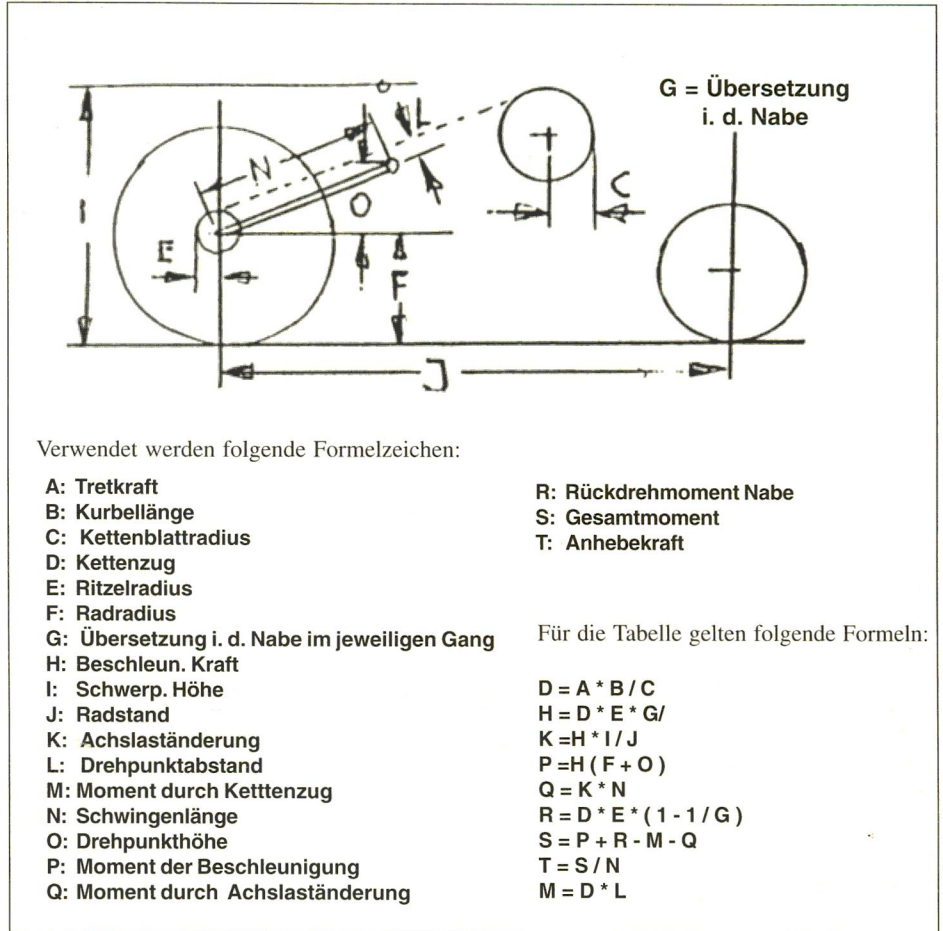 G = Übersetzung
i. d. Nabe
L
N
I
O
C
E
F
J
Verwendet werden folgende Formelzeichen:
A: Tretkraft
B: Kurbellänge
C: Kettenblattradius
D: Kettenzug
E: Ritzelradius
F: Radradius
G: Übersetzung i. d. Nabe im jeweiligen Gang
H: Beschleun. Kraft
I: Schwerp. Höhe
J: Radstand
K: Achslaständerung
L: Drehpunktabstand
M: Moment durch Ketttenzug
N: Schwingenlänge
O: Drehpunkthöhe
P: Moment der Beschleunigung
Q: Moment durch Achslaständerung
R: Rückdrehmoment Nabe
S: Gesamtmoment
T: Anhebekraft
Für die Tabelle gelten folgende Formeln:
D = A * B / C
H = D * E * G/
K =H * I / J
P =H ( F + O )
Q = K * N
R = D * E * ( 1 - 1 / G )
S = P + R - M - Q
T = S / N
M = D * L